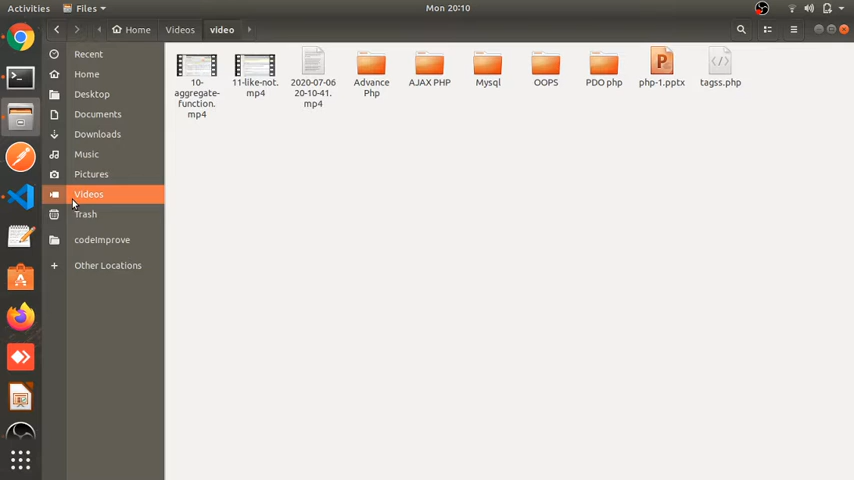 Activities
Files
Mon 20:10
Home
Videos
video
Recent
Home
Desktop
Documents
Downloads
Music
Pictures
Videos
Trash
codeImprove
Other Locations
10-
aggregate-
function.
mp4
11-like-not.
mp4
2020-07-06
20-10-41.
mp4
Advance
Php
AJAX PHP
Mysql
OOPS
PDO php
php-1.pptx
tagss.php